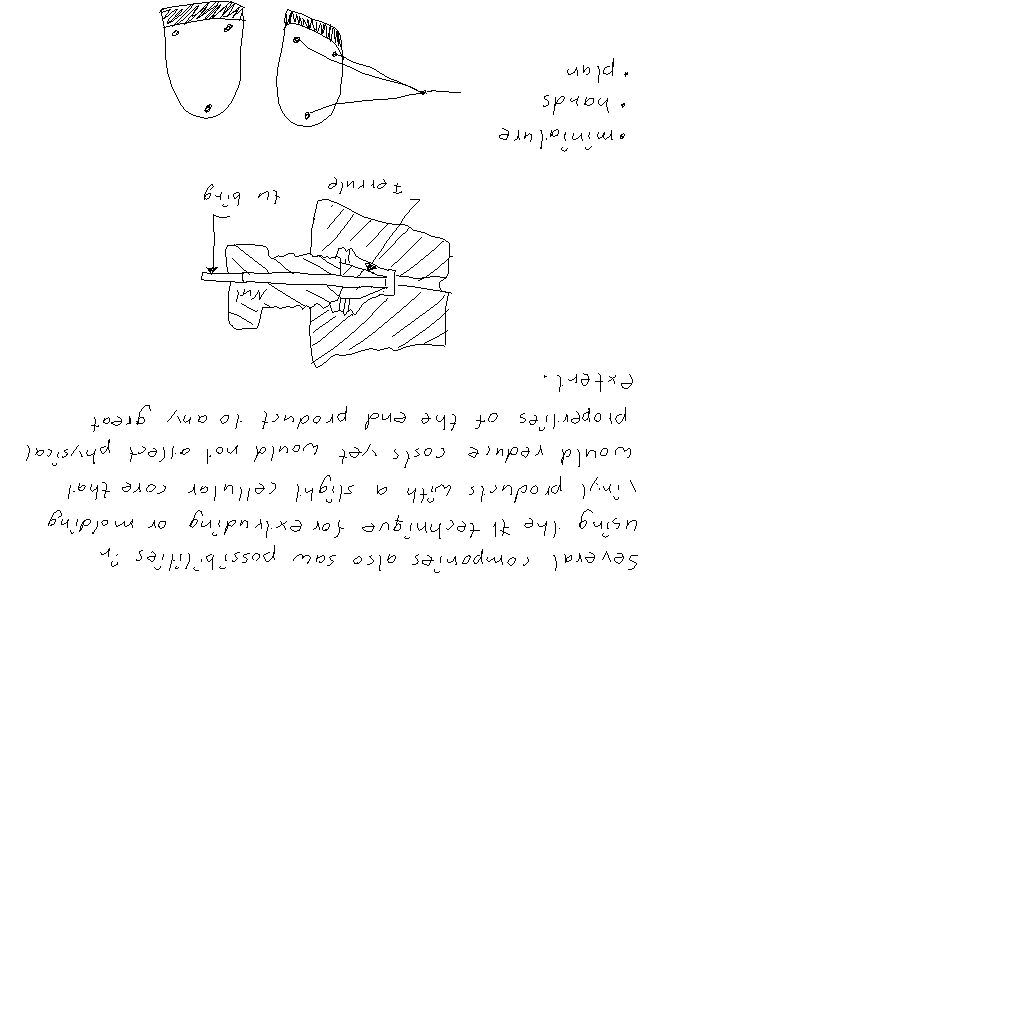 Several companies also saw possibilities in
using the TI technique for extruding or molding
vinyl products with a slight cellular core that
would reduce costs yet would not affect physical
properties of the end product to any great
extent.
Nut
tubing
Ferrule
• miniature
• hands
• plan